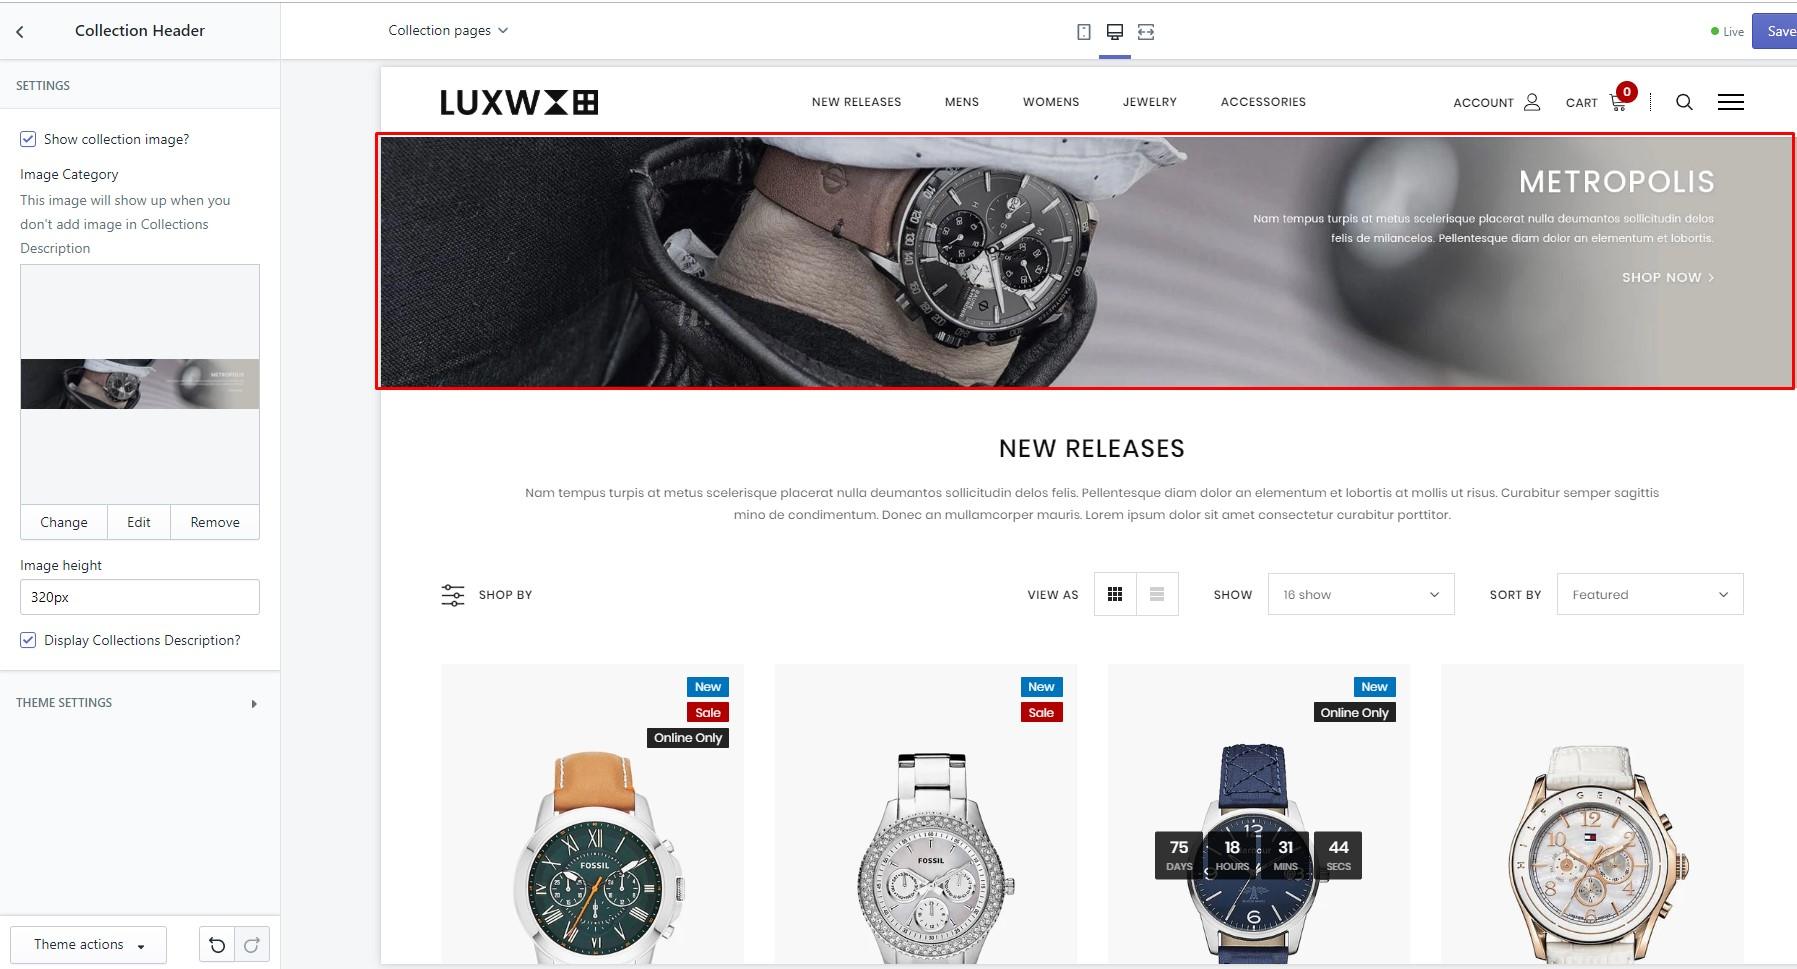 Collection Header
Collection pages
Live
Save
SETTINGS
Show collection image?
Image Category
This image will show up when you
don't add image in Collections
Description
Change
Edit
Remove
Image height
320px
Display Collections Description?
THEME SETTINGS
Theme actions
LUXW
NEW RELEASES
MENS
WOMENS
JEWELRY
ACCESSORIES
ACCOUNT
CART
0
METROPOLIS
Nam tempus turpis at metus scelerisque placerat nulla deumantos sollicitudin delos
felis de milancelos. Pellentesque diam dolor an elementum et lobortis.
SHOP NOW >
NEW RELEASES
Nam tempus turpis at metus scelerisque placerat nulla deumantos sollicitudin delos felis. Pellentesque diam dolor an elementum et lobortis at mollis ut risus. Curabitur semper sagittis
mino de condimentum. Donec an mullamcorper mauris. Lorem ipsum dolor sit amet consectetur curabitur porttitor.
SHOP BY
VIEW AS
SHOW
16 show
SORT BY
Featured
New
Sale
Online Only
FOSSIL
New
Sale
FOSSIL
New
Online Only
75 DAYS
18 HOURS
31 MINS
44 SECS